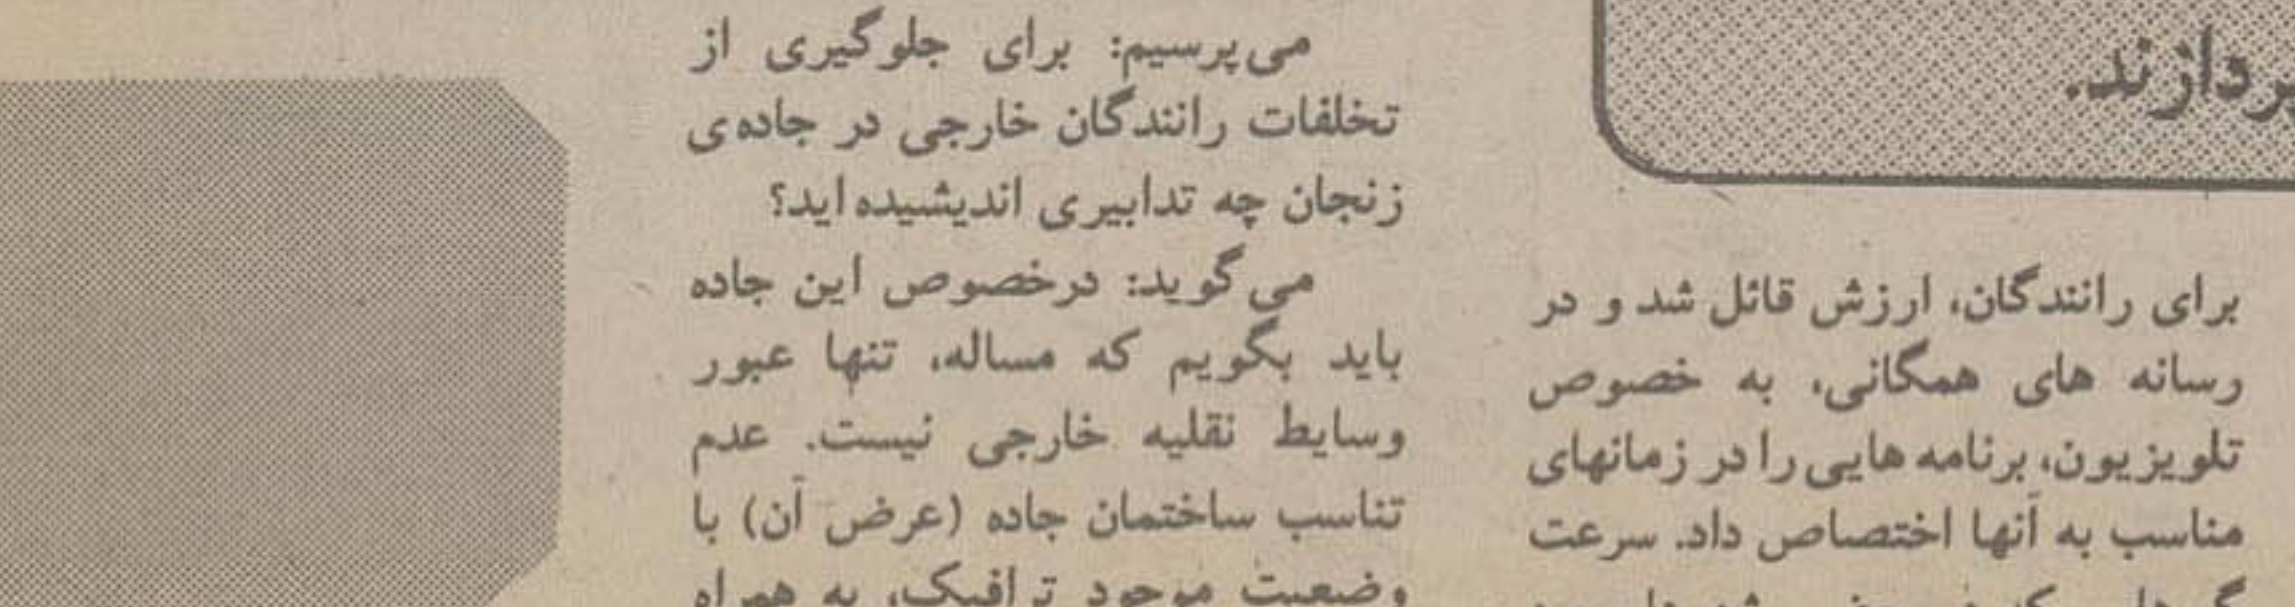 بردازند.
برای رانندگان، ارزش قائل شد و در
رسانه های همگانی، به خصوص
تلویزیون، برنامه هایی را در زمانهای
مناسب به آنها اختصاص داد. سرعت
می‌پرسیم: برای جلوگیری از
تخلفات رانندگان خارجی در جاده‌ی
زنجان چه تدابیری اندیشیده اید؟
می گوید: درخصوص این جاده
باید بگویم که مساله، تنها عبور
وسایط نقلیه خارجی نیست. عدم
تناسب ساختمان جاده (عرض آن) با
وضعیت موجود ترافیک، به همراه